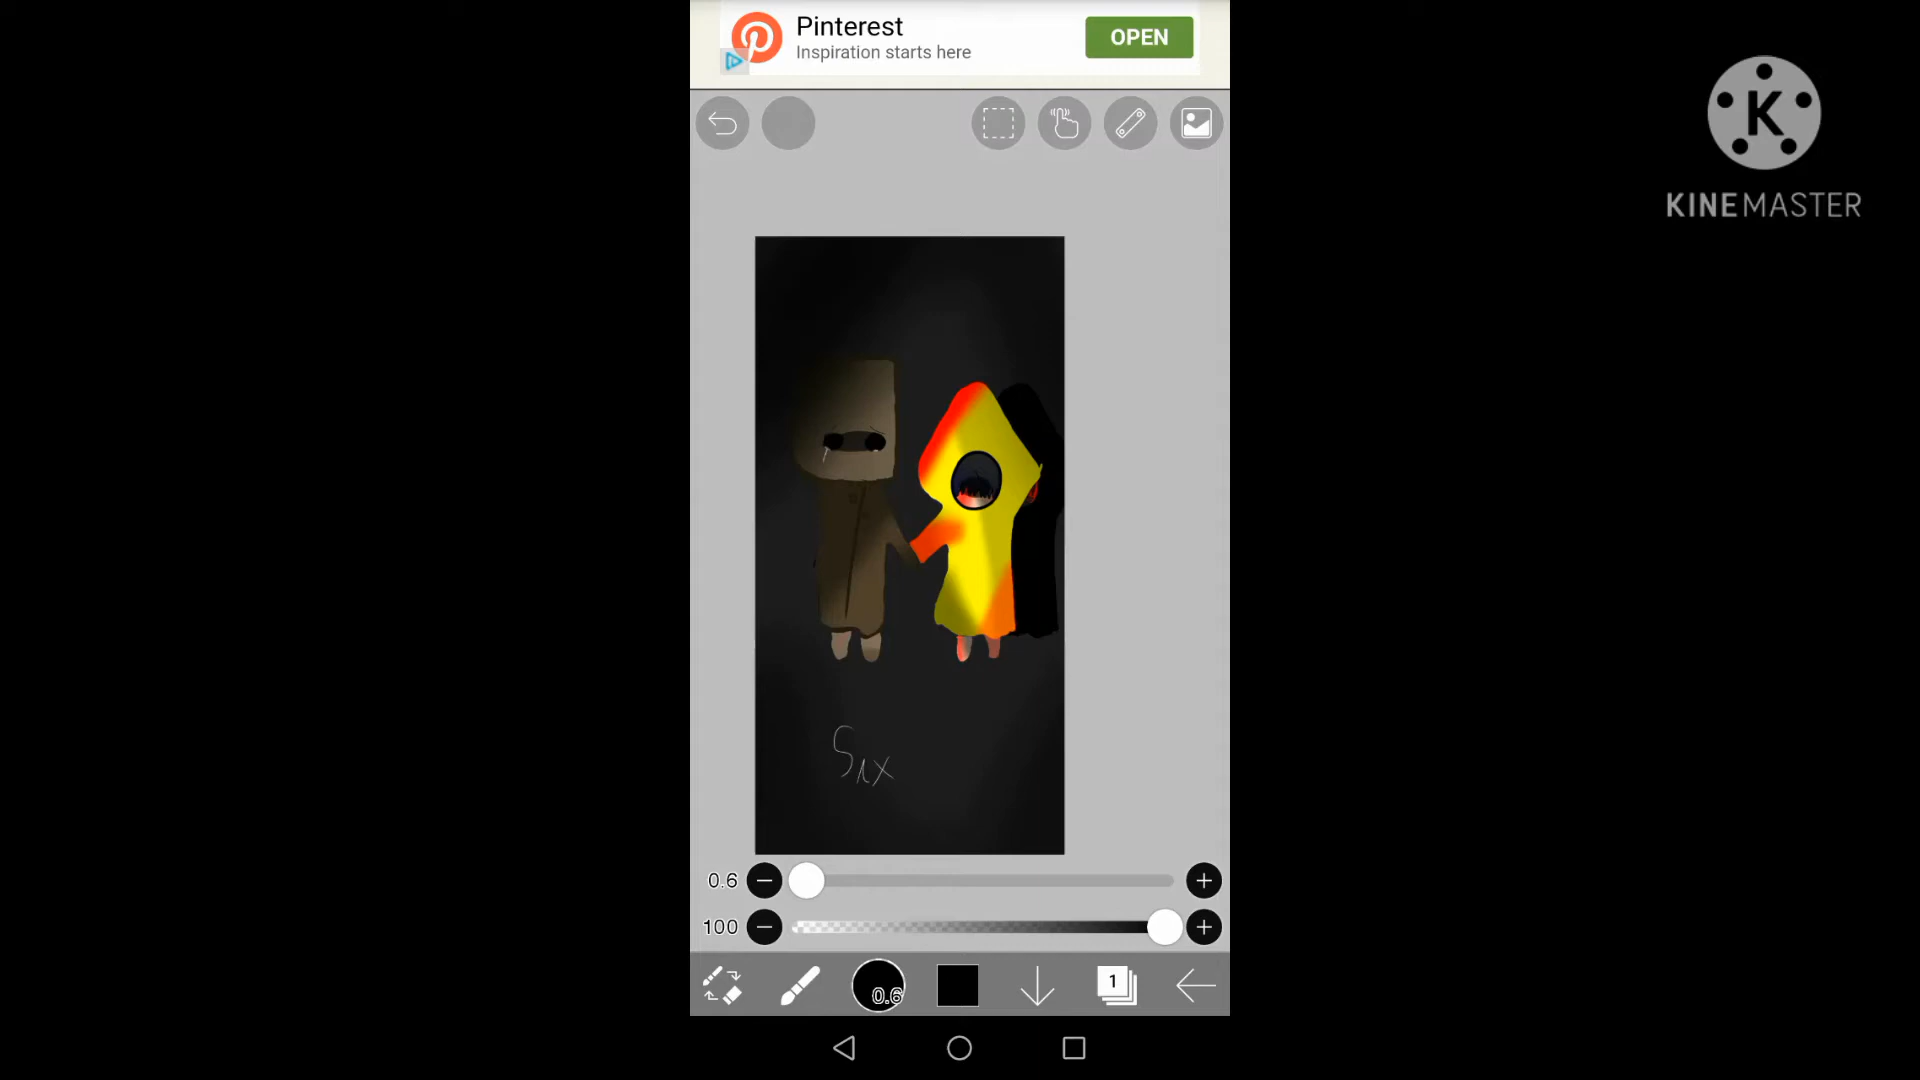 Pinterest
Inspiration starts here
OPEN
K
KINEMASTER
Six
0.6
100
0.6
1